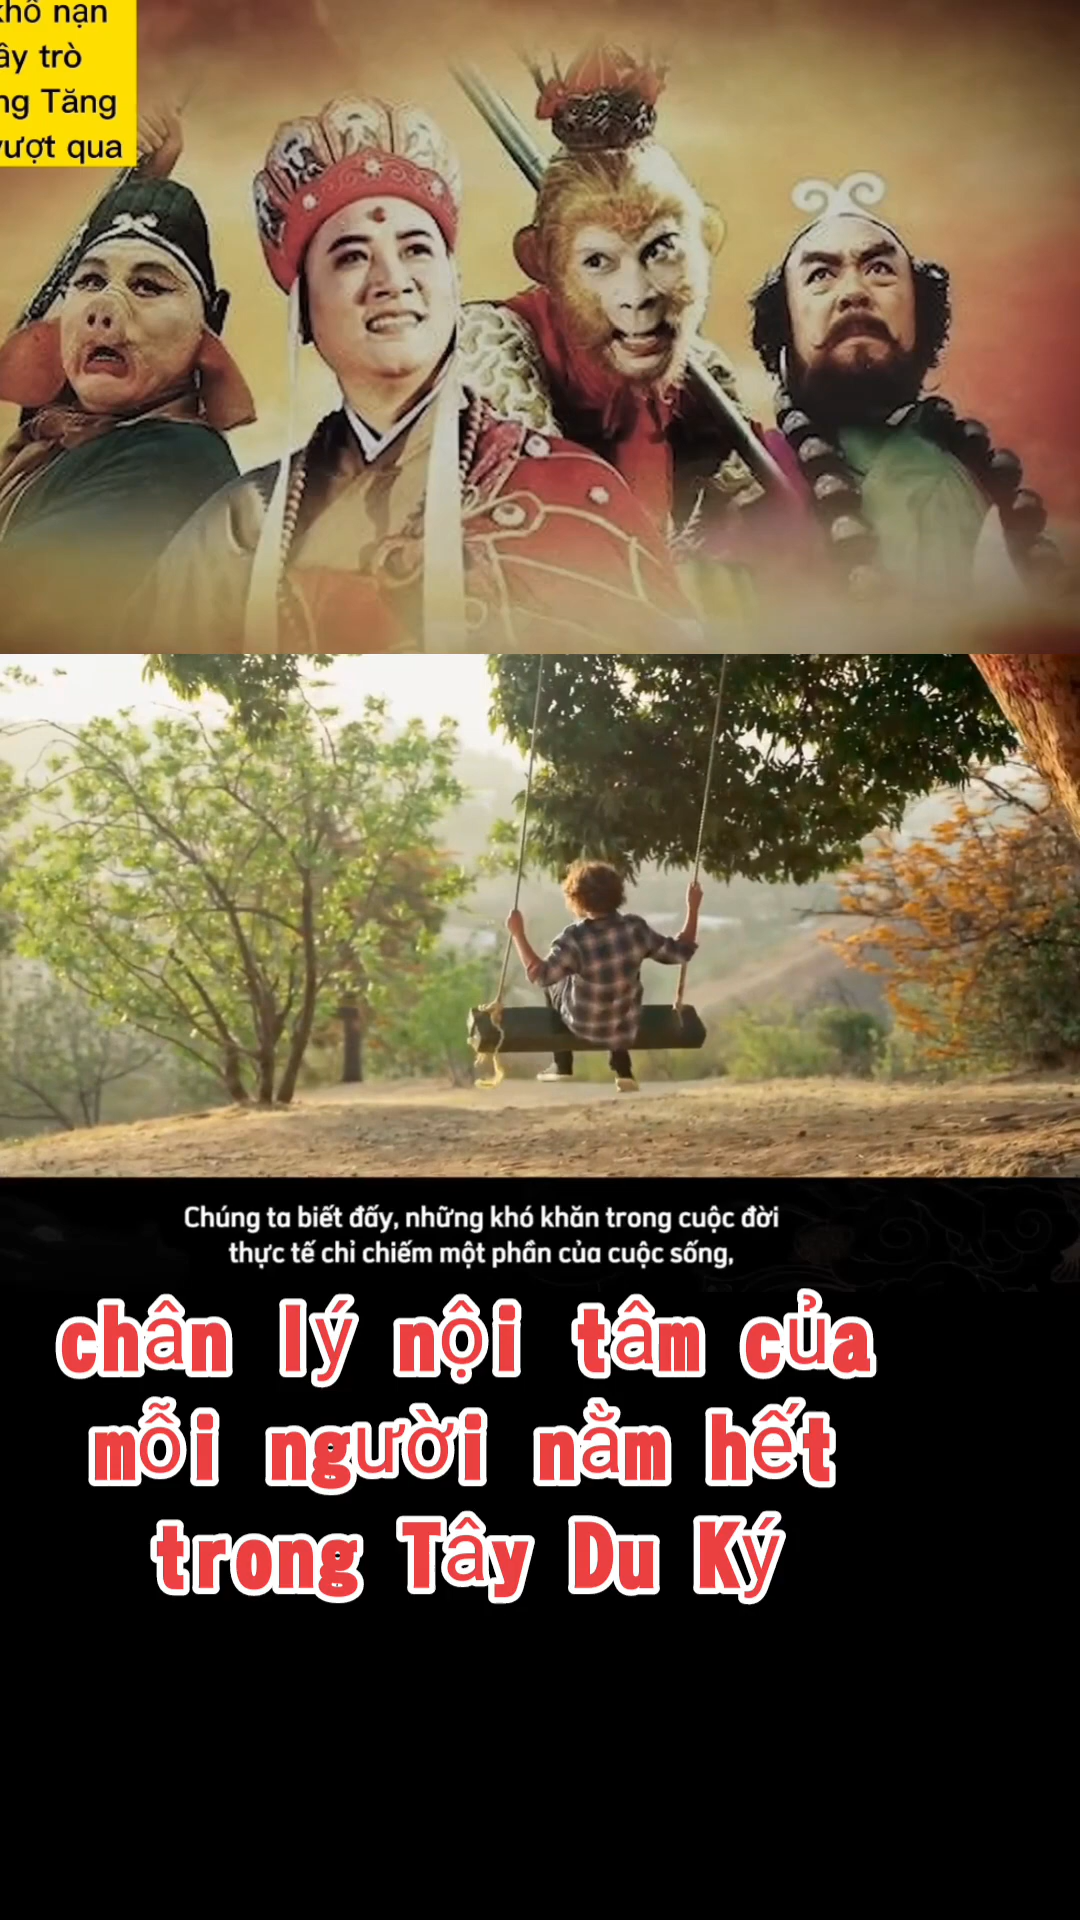 khổ nạn
ầy trò
ng Tăng
vượt qua
Chúng ta biết đấy, những khó khăn trong cuộc đời
thực tế chỉ chiếm một phần của cuộc sống,
chân lý nội tâm của
mỗi người nằm hết
trong Tây Du Ký